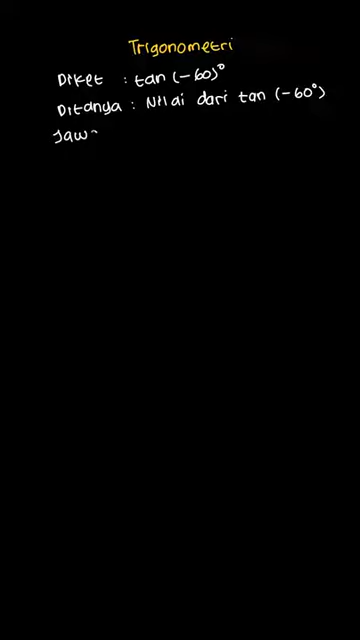 Trigonometri
Diket : tan (-60)°
Ditanya : Nilai dari tan (-60°)
Jaw